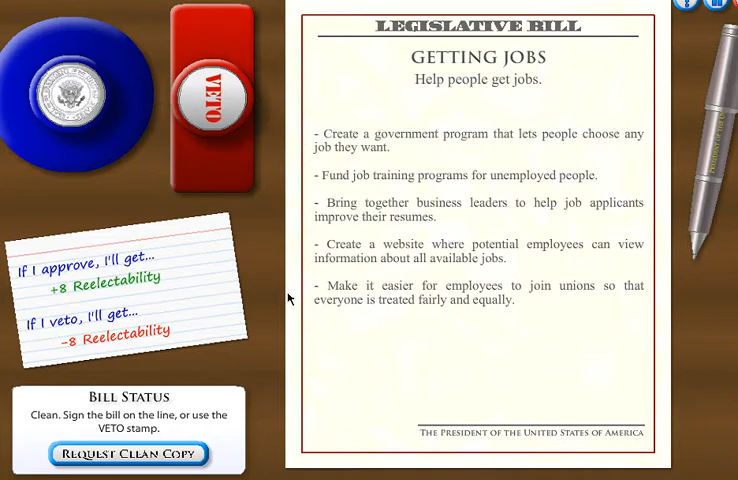 LEGISLATIVE BILL
GETTING JOBS
Help people get jobs.
- Create a government program that lets people choose any
job they want.
- Fund job training programs for unemployed people.
- Bring together business leaders to help job applicants
improve their resumes.
- Create a website where potential employees can view
information about all available jobs.
- Make it easier for employees to join unions so that
everyone is treated fairly and equally.
THE PRESIDENT OF THE UNITED STATES OF AMERICA
VETO
If I approve, I'll get...
+8 Reelectability
If I veto, I'll get...
-8 Reelectability
BILL STATUS
Clean. Sign the bill on the line, or use the
VETO stamp.
REQUEST CLEAN COPY